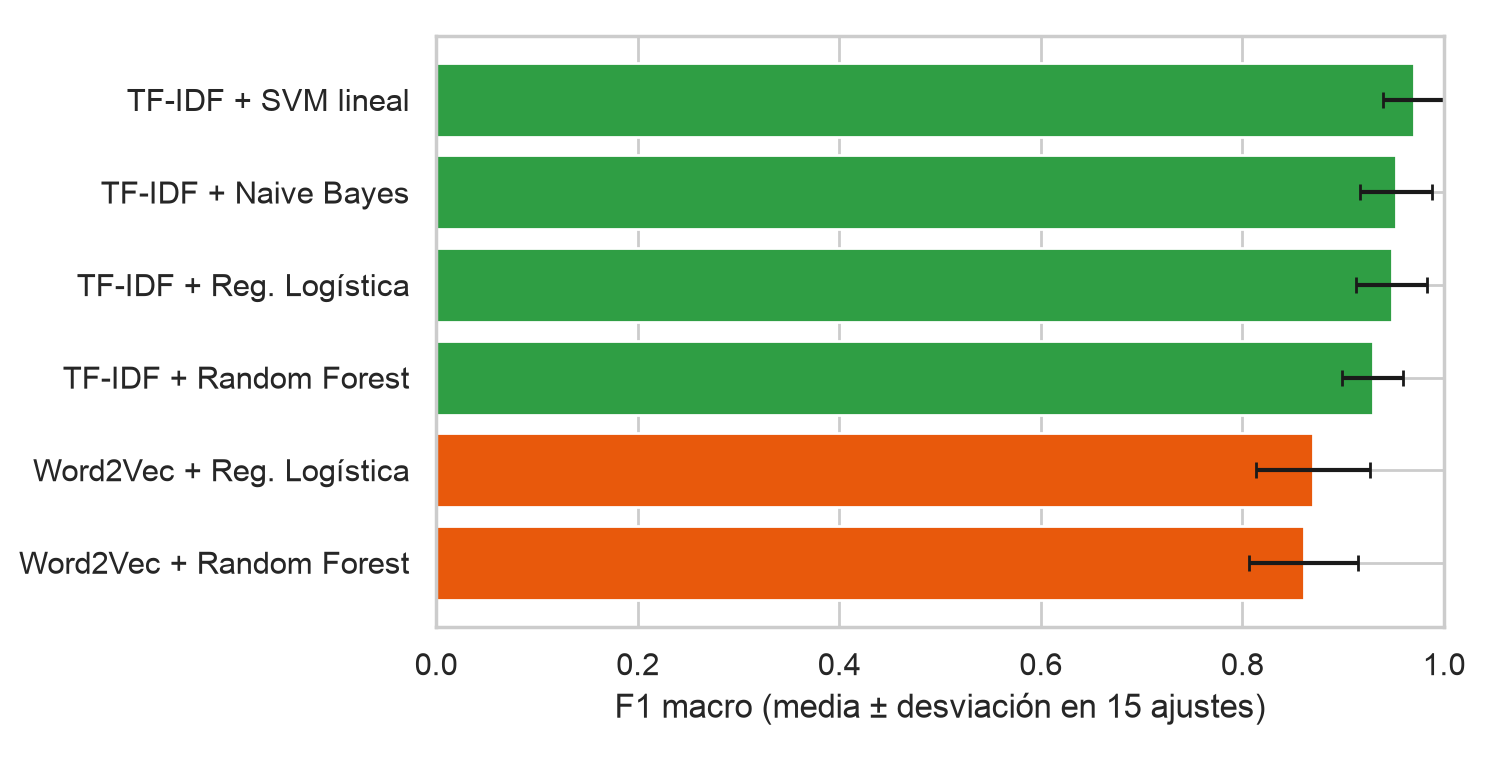 TF-IDF + SVM lineal
TF-IDF + Naive Bayes
TF-IDF + Reg. Logística
TF-IDF + Random Forest
Word2Vec + Reg. Logística
Word2Vec + Random Forest
0.0 0.2 0.4 0.6 0.8 1.0
F1 macro (media ± desviación en 15 ajustes)